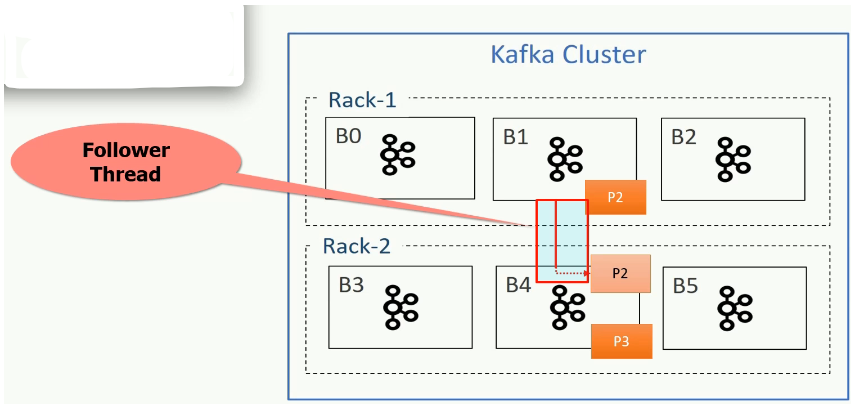 Kafka Cluster
Rack-1
B0
B1
B2
P2
Follower
Thread
Rack-2
B3
B4
B5
P2
P3